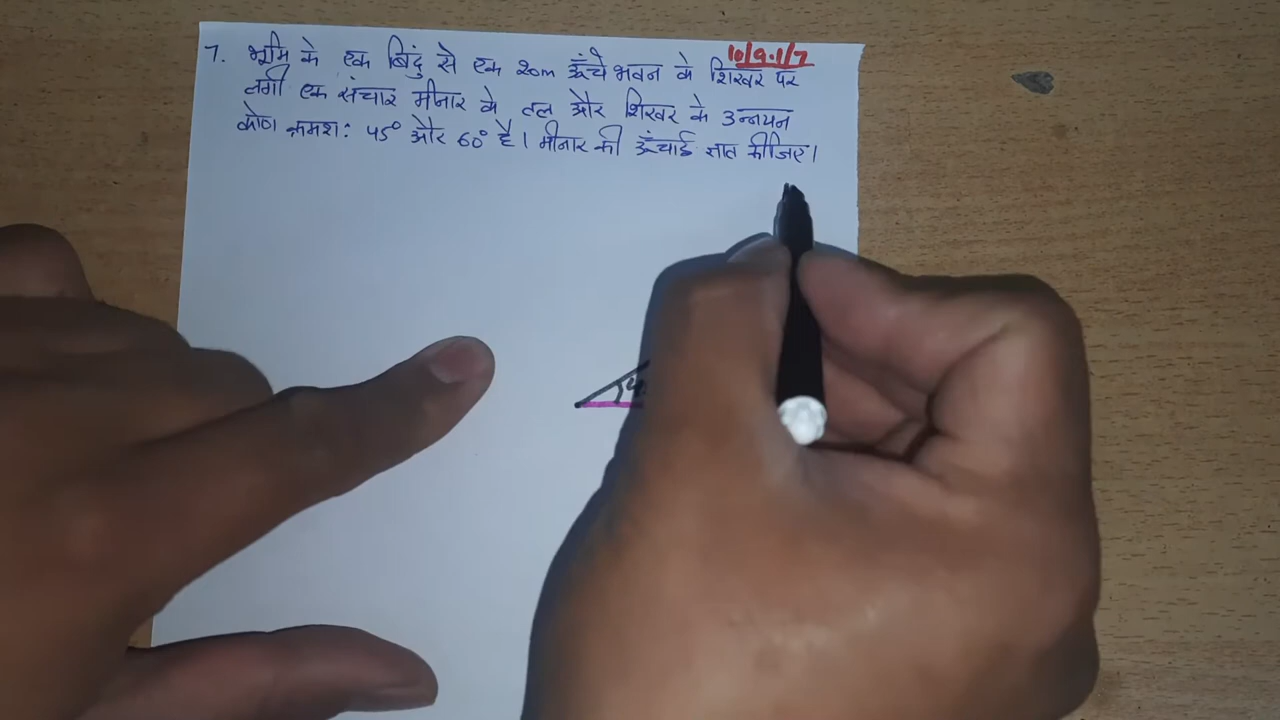 10/9.1/7
7. भूमि के एक बिंदु से एक 20m ऊँचे भवन के शिखर पर
लगी एक संचार मीनार के तल और शिखर के उन्नयन
कोण क्रमश: 45° और 60° है। मीनार की ऊँचाई ज्ञात कीजिए।